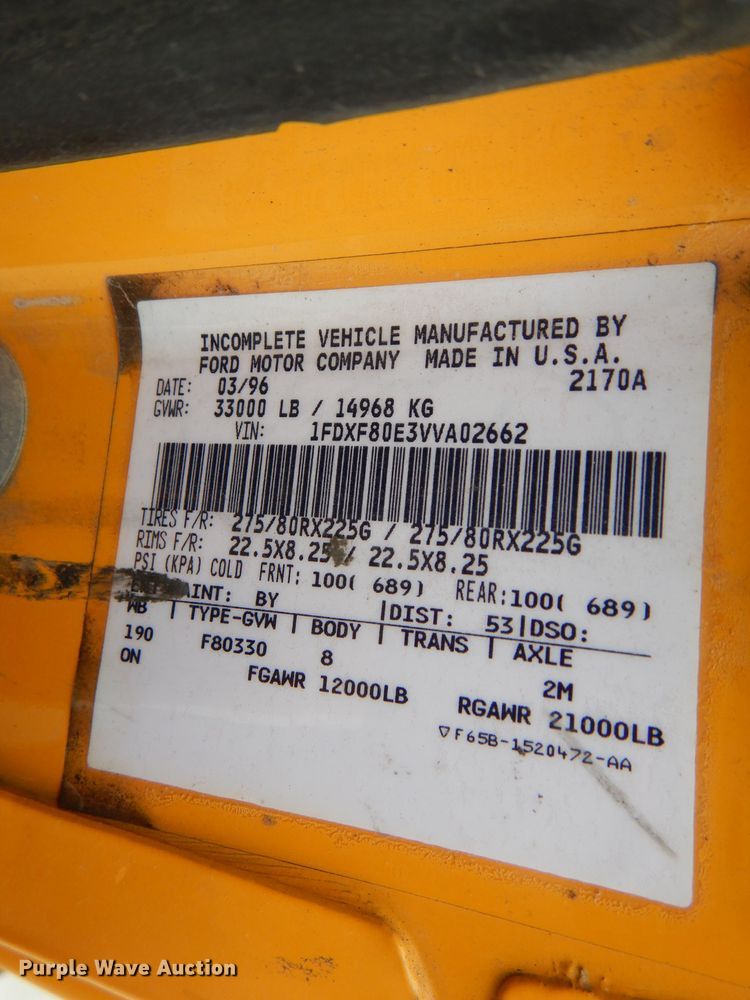 INCOMPLETE VEHICLE MANUFACTURED BY
FORD MOTOR COMPANY MADE IN U.S.A.
DATE: 03/96 2170A
GVWR: 33000 LB / 14968 KG
VIN: 1FDXF80E3VVA02662
TIRES F/R: 275/80RX225G / 275/80RX225G
RIMS F/R: 22.5X8.25 / 22.5X8.25
PSI (KPA) COLD FRNT: 100( 689) REAR:100( 689)
BY |DIST: 53|DSO:
WB | TYPE-GVW | BODY | TRANS | AXLE
190 F80330 8 2M
ON FGAWR 12000LB RGAWR 21000LB
▽F65B-1520472-AA
Purple Wave Auction